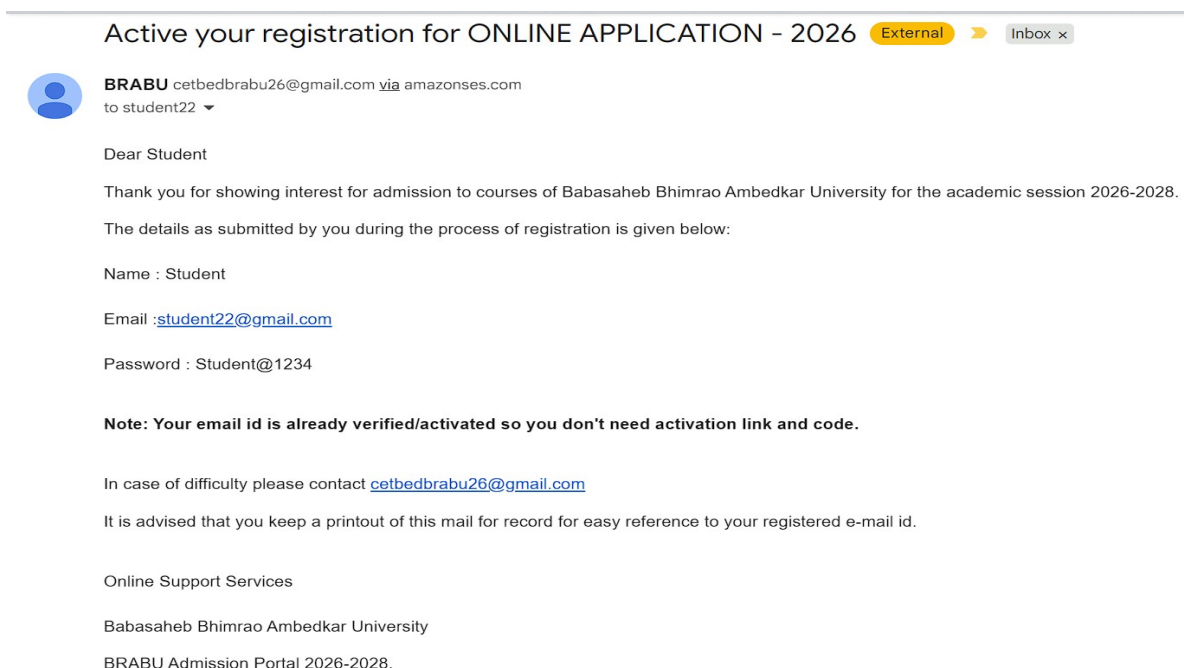 Active your registration for ONLINE APPLICATION - 2026 External Inbox x
BRABU cetbedbrabu26@gmail.com via amazonses.com
to student22
Dear Student
Thank you for showing interest for admission to courses of Babasaheb Bhimrao Ambedkar University for the academic session 2026-2028.
The details as submitted by you during the process of registration is given below:
Name : Student
Email :student22@gmail.com
Password : Student@1234
Note: Your email id is already verified/activated so you don't need activation link and code.
In case of difficulty please contact cetbedbrabu26@gmail.com
It is advised that you keep a printout of this mail for record for easy reference to your registered e-mail id.
Online Support Services
Babasaheb Bhimrao Ambedkar University
BRABU Admission Portal 2026-2028.